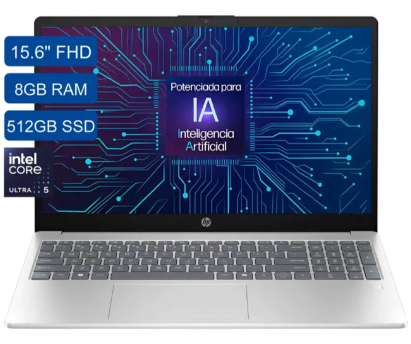 15.6" FHD
8GB RAM
512GB SSD
intel
CORE
ULTRA 5
Potenciada para
IA
Inteligencia
Artificial
hp